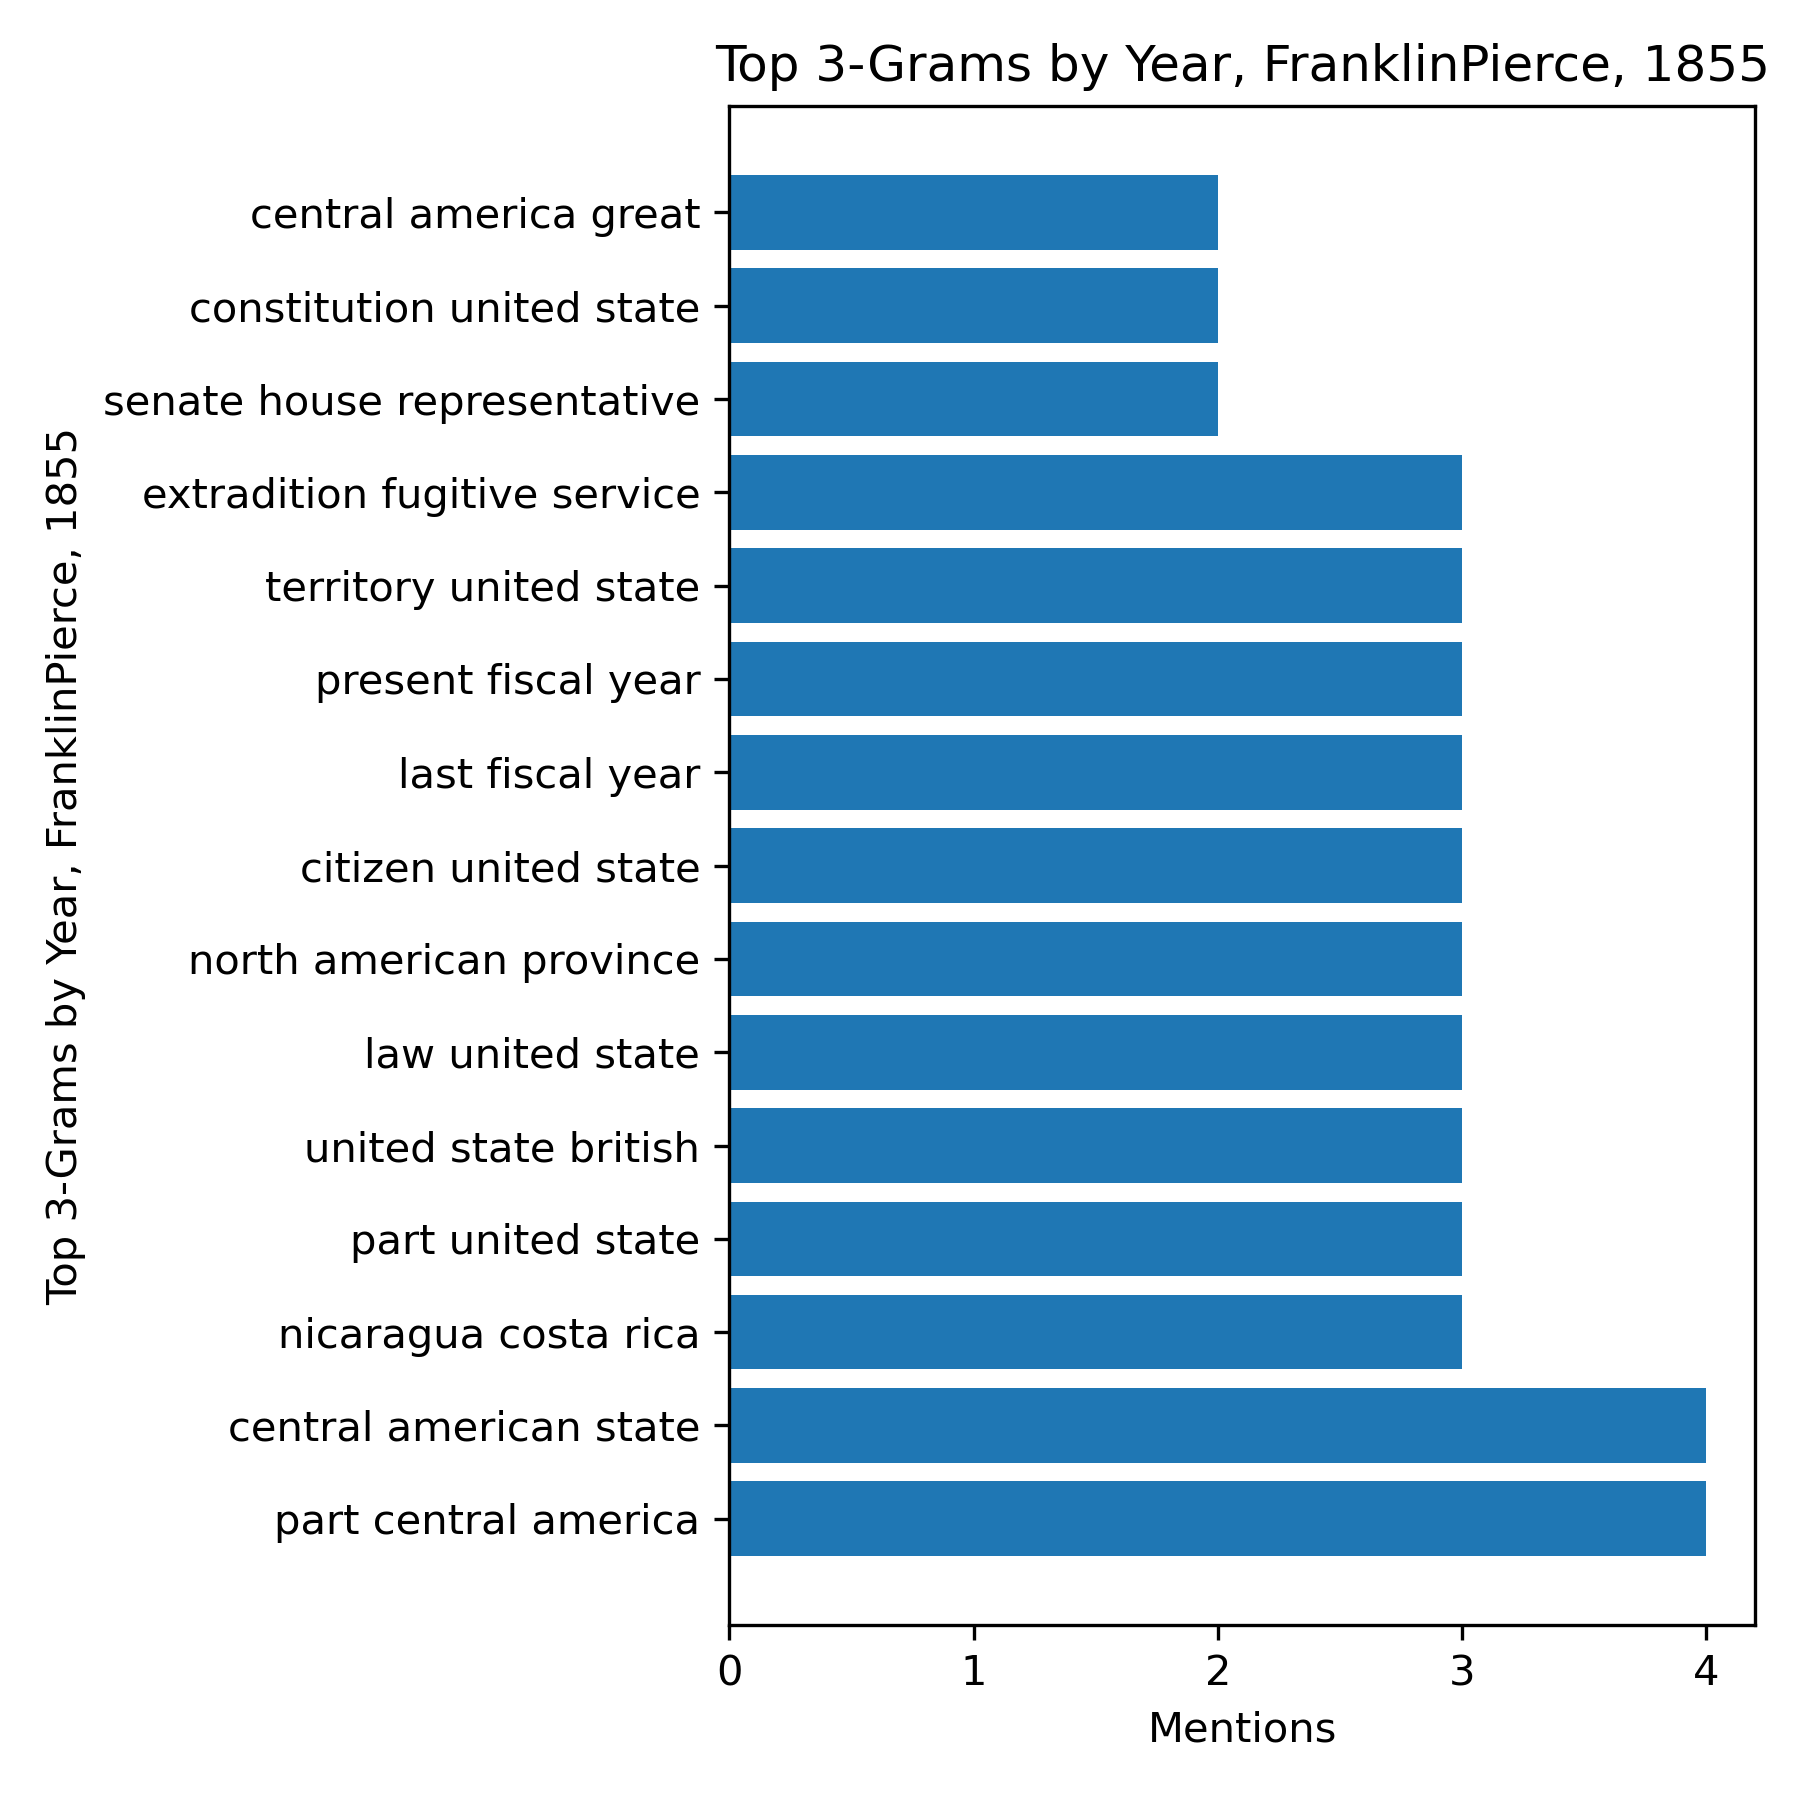 Top 3-Grams by Year, FranklinPierce, 1855
central america great
constitution united state
senate house representative
extradition fugitive service
territory united state
present fiscal year
last fiscal year
citizen united state
north american province
law united state
united state british
part united state
nicaragua costa rica
central american state
part central america
Top 3-Grams by Year, FranklinPierce, 1855
0 1 2 3 4
Mentions